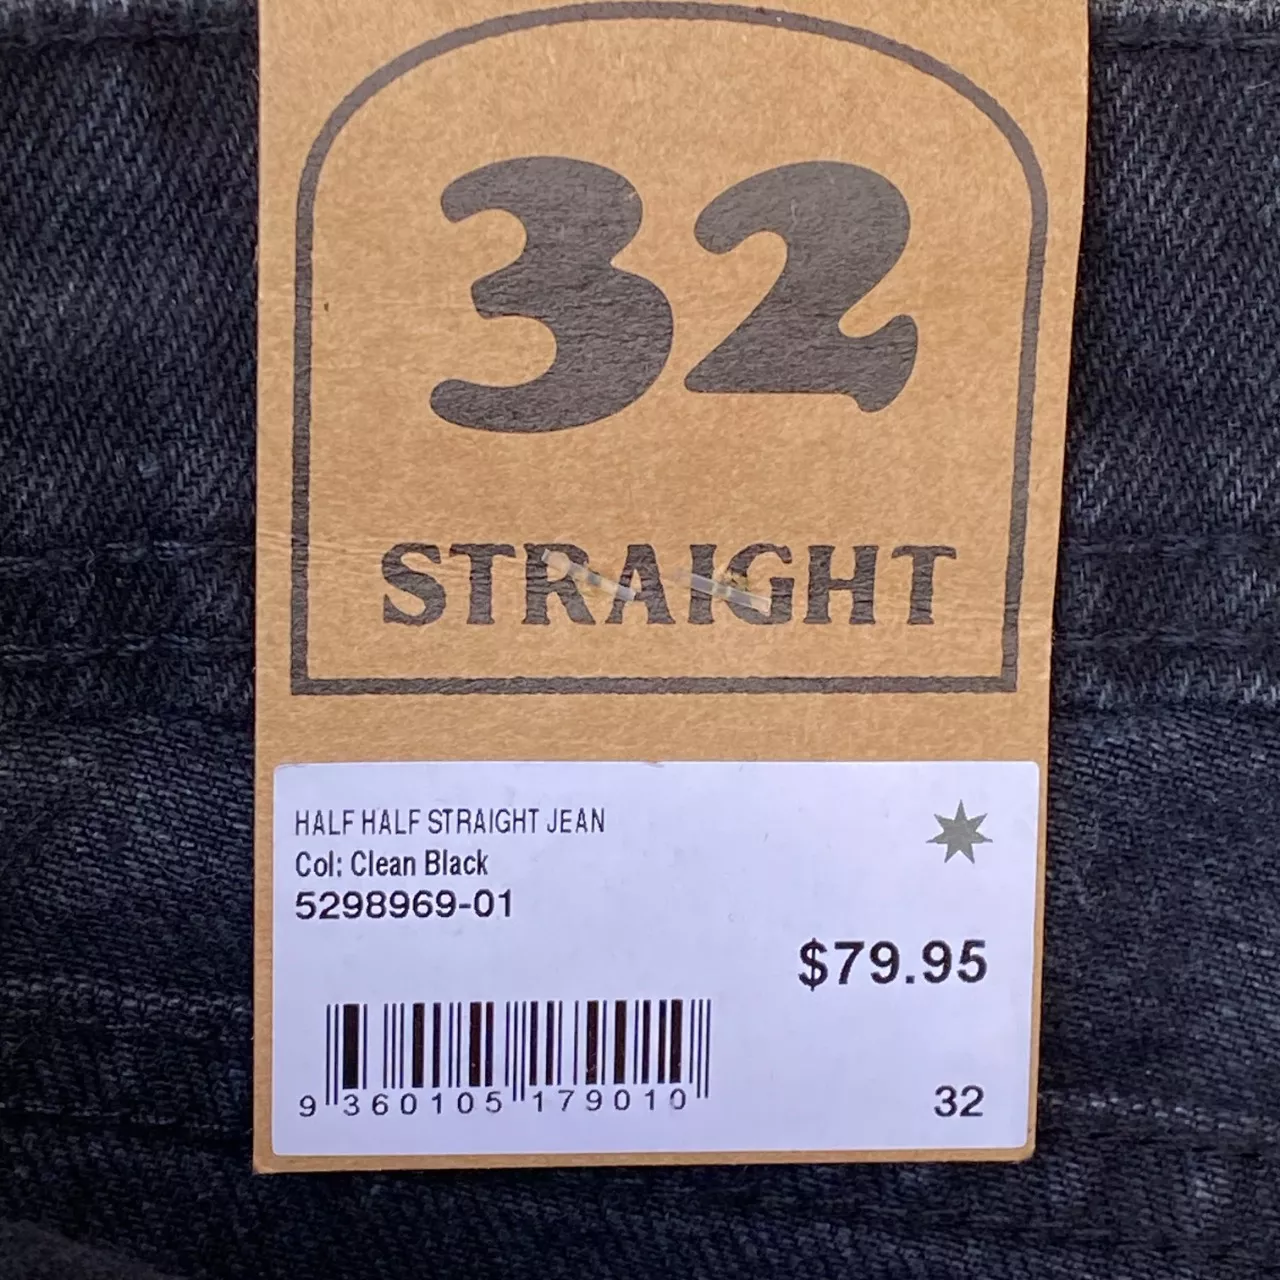 32
STRAIGHT
HALF HALF STRAIGHT JEAN
Col: Clean Black
5298969-01
$79.95
9 360105 179010
32